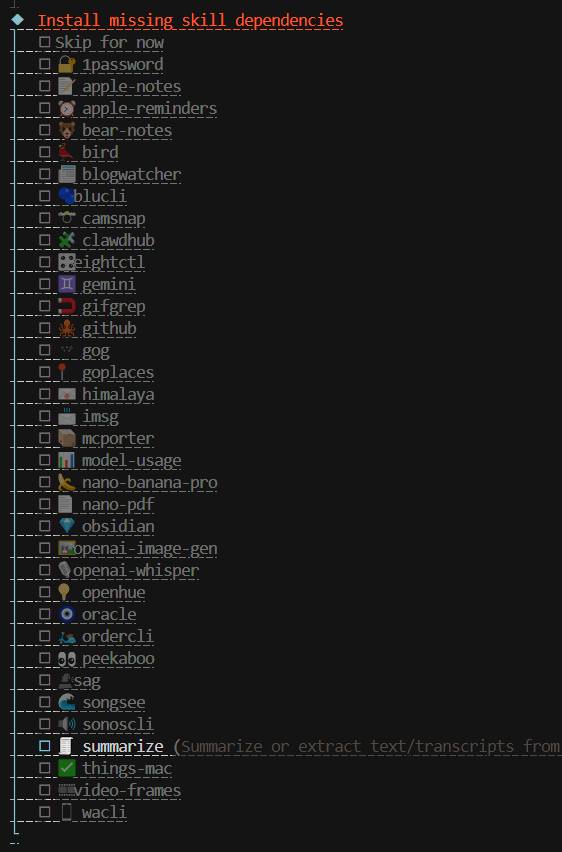 Install missing skill dependencies
Skip for now
🔐 1password
📝 apple-notes
⏰ apple-reminders
🐻 bear-notes
🐦 bird
📰 blogwatcher
🫐 blucli
📸 camsnap
🧩 clawdhub
🎛️ eightctl
♊️ gemini
🧲 gifgrep
🐙 github
🎮 gog
📍 goplaces
📧 himalaya
📨 imsg
📦 mcporter
📊 model-usage
🍌 nano-banana-pro
📄 nano-pdf
💎 obsidian
🖼️ openai-image-gen
🎙️ openai-whisper
💡 openhue
🧿 oracle
🛵 ordercli
👀 peekaboo
🗣️ sag
🌊 songsee
🔊 sonoscli
🧾 summarize (Summarize or extract text/transcripts from
✅ things-mac
🎞️ video-frames
📱 wacli